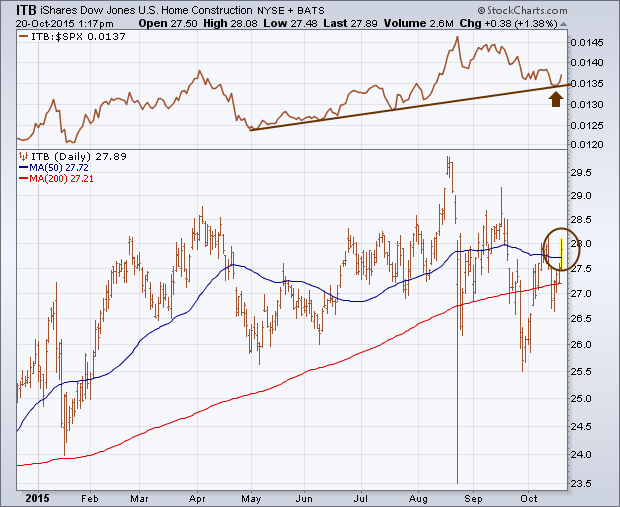 ITB iShares Dow Jones U.S. Home Construction NYSE + BATS © StockCharts.com
20-Oct-2015 1:17pm Open 27.50 High 28.08 Low 27.48 Last 27.89 Volume 2.6M Chg +0.38 (+1.38%)
ITB:$SPX 0.0137
0.0145
0.0140
0.0135
0.0130
0.0125
0.0120
ITB (Daily) 27.89
MA(50) 27.72
MA(200) 27.21
29.5
29.0
28.5
28.0
27.5
27.0
26.5
26.0
25.5
25.0
24.5
24.0
23.5
2015 Feb Mar Apr May Jun Jul Aug Sep Oct